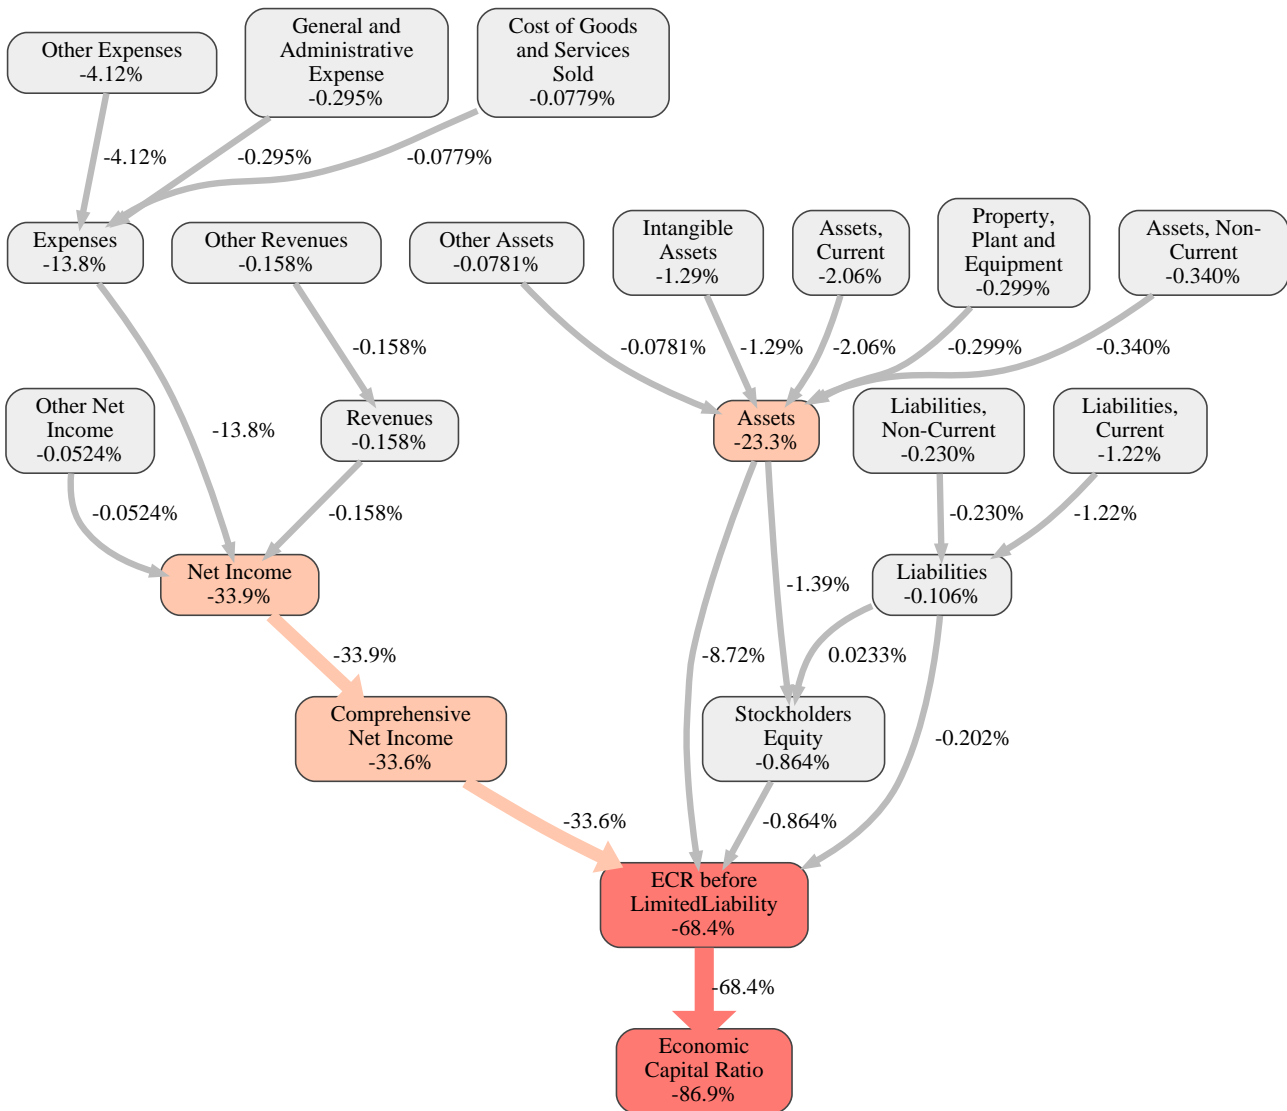 Other Expenses
-4.12%
General and
Administrative
Expense
-0.295%
Cost of Goods
and Services
Sold
-0.0779%
-4.12%
-0.295%
-0.0779%
Expenses
-13.8%
Other Revenues
-0.158%
Other Assets
-0.0781%
Intangible
Assets
-1.29%
Assets,
Current
-2.06%
Property,
Plant and
Equipment
-0.299%
Assets, Non-
Current
-0.340%
-0.158%
-0.0781%
-1.29%
-2.06%
-0.299%
-0.340%
Other Net
Income
-0.0524%
-13.8%
Revenues
-0.158%
Assets
-23.3%
Liabilities,
Non-Current
-0.230%
Liabilities,
Current
-1.22%
-0.0524%
-0.158%
-0.230%
-1.22%
Net Income
-33.9%
-1.39%
Liabilities
-0.106%
-33.9%
-8.72%
0.0233%
Comprehensive
Net Income
-33.6%
Stockholders
Equity
-0.864%
-0.202%
-33.6%
-0.864%
ECR before
LimitedLiability
-68.4%
-68.4%
Economic
Capital Ratio
-86.9%